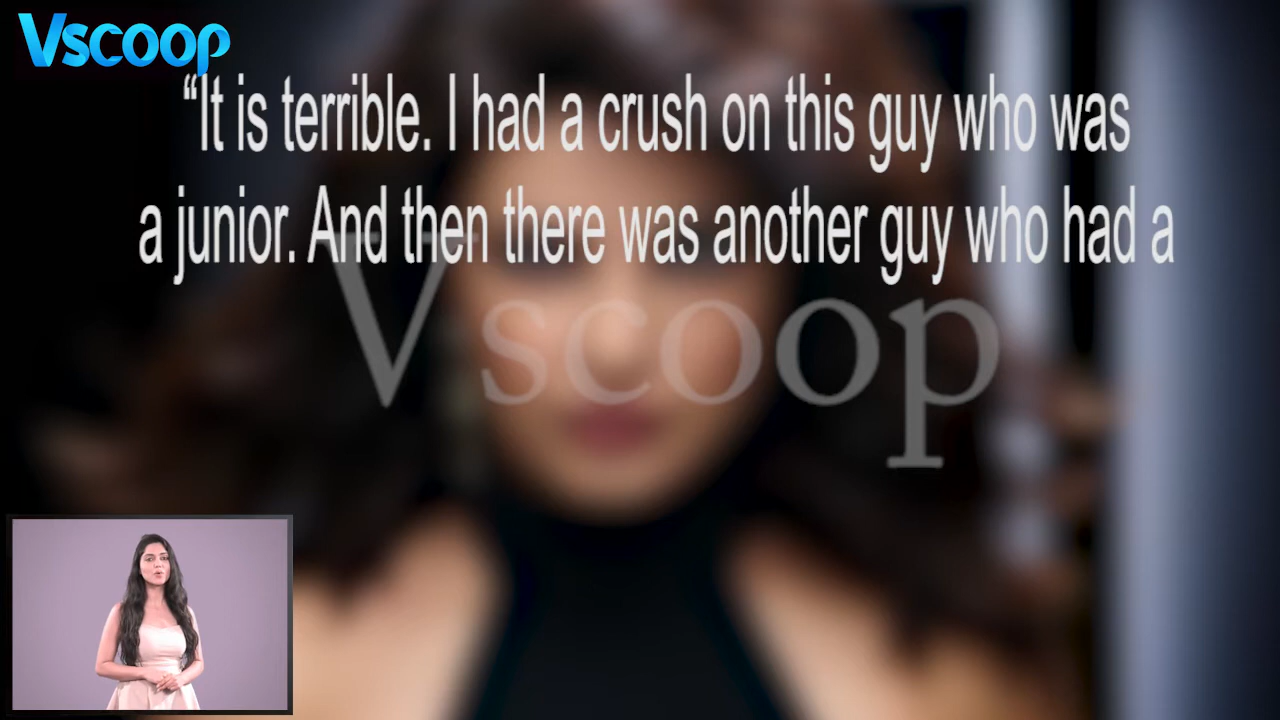 Vscoop
“It is terrible. I had a crush on this guy who was
a junior. And then there was another guy who had a
Vscoop